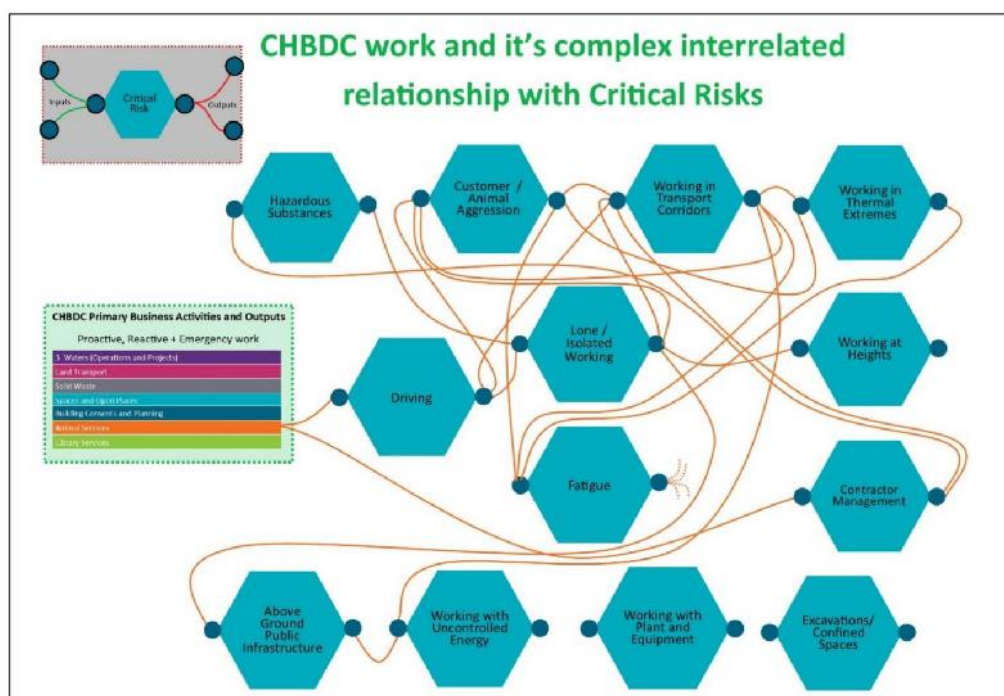 CHBDC work and it's complex interrelated
relationship with Critical Risks
Inputs
Critical
Risk
Outputs
Hazardous
Substances
Customer /
Animal
Aggression
Working in
Transport
Corridors
Working in
Thermal
Extremes
CHBDC Primary Business Activities and Outputs
Proactive, Reactive + Emergency work
3 Waters (Operations and Projects)
Land Transport
Solid Waste
Spaces and Open Places
Building Consents and Planning
Animal Services
Library Services
Driving
Lone /
Isolated
Working
Working at
Heights
Fatigue
Contractor
Management
Above
Ground
Public
Infrastructure
Working with
Uncontrolled
Energy
Working with
Plant and
Equipment
Excavations/
Confined
Spaces